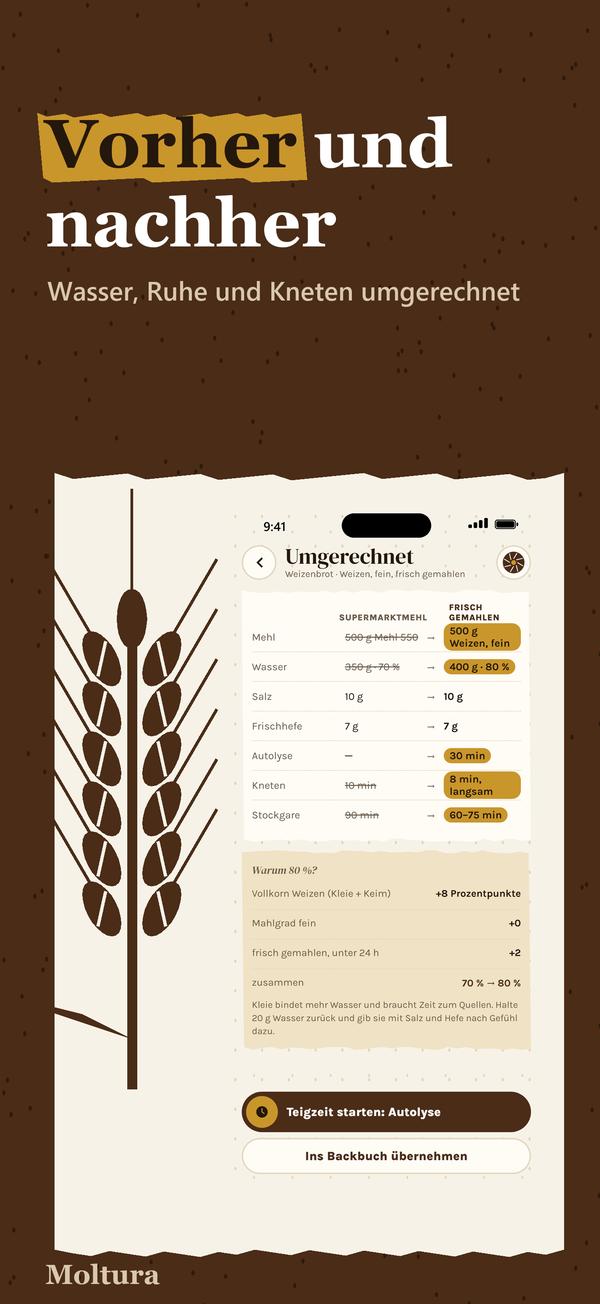 Vorher und
nachher
Wasser, Ruhe und Kneten umgerechnet
9:41
Umgerechnet
Weizenbrot · Weizen, fein, frisch gemahlen
SUPERMARKTMEHL FRISCH GEMAHLEN
Mehl 500 g Mehl 550 → 500 g Weizen, fein
Wasser 350 g · 70 % → 400 g · 80 %
Salz 10 g → 10 g
Frischhefe 7 g → 7 g
Autolyse — → 30 min
Kneten 10 min → 8 min, langsam
Stockgare 90 min → 60–75 min
Warum 80 %?
Vollkorn Weizen (Kleie + Keim) +8 Prozentpunkte
Mahlgrad fein +0
frisch gemahlen, unter 24 h +2
zusammen 70 % → 80 %
Kleie bindet mehr Wasser und braucht Zeit zum Quellen. Halte
20 g Wasser zurück und gib sie mit Salz und Hefe nach Gefühl
dazu.
Teigzeit starten: Autolyse
Ins Backbuch übernehmen
Moltura